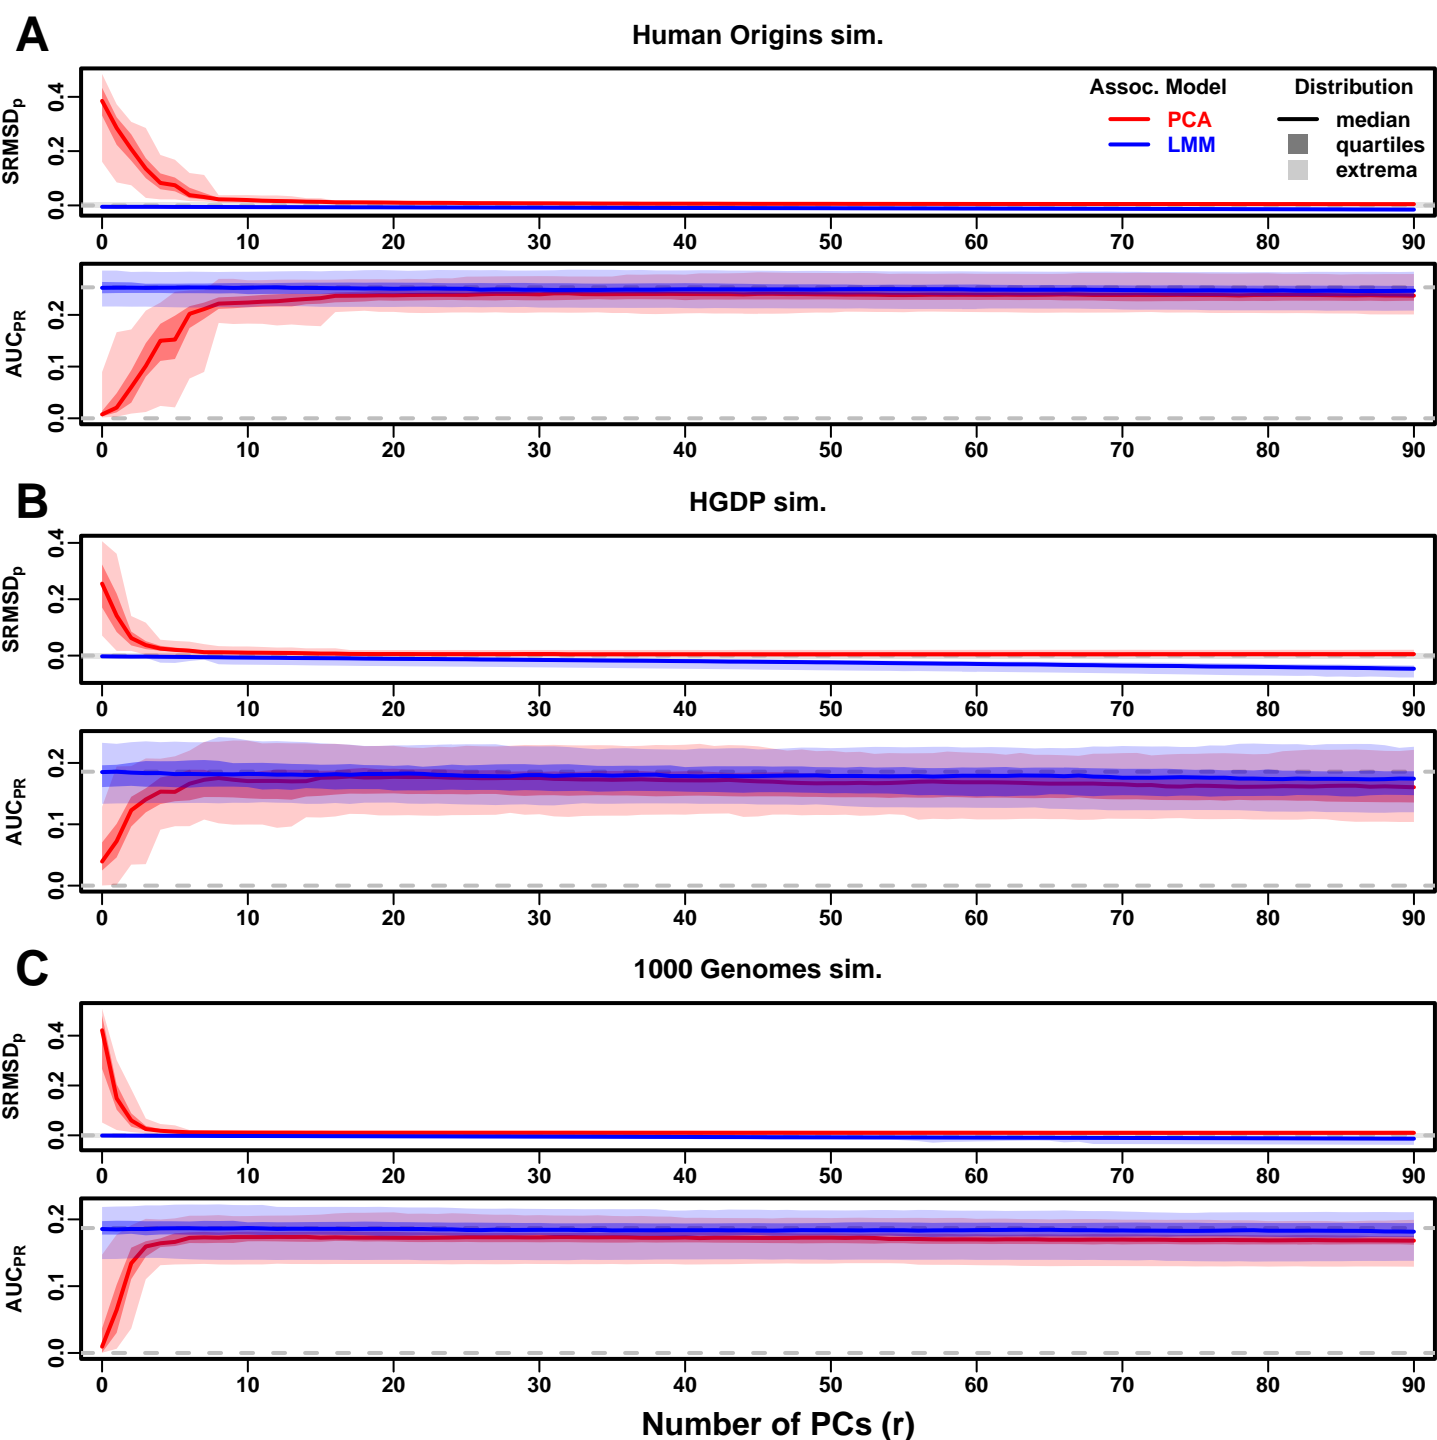 A
Human Origins sim.
SRMSDp
0.0 0.2 0.4
Assoc. Model
PCA
LMM
Distribution
median
quartiles
extrema
0 10 20 30 40 50 60 70 80 90
AUCPR
0.0 0.1 0.2
0 10 20 30 40 50 60 70 80 90
B
HGDP sim.
SRMSDp
0.0 0.2 0.4
0 10 20 30 40 50 60 70 80 90
AUCPR
0.0 0.1 0.2
0 10 20 30 40 50 60 70 80 90
C
1000 Genomes sim.
SRMSDp
0.0 0.2 0.4
0 10 20 30 40 50 60 70 80 90
AUCPR
0.0 0.1 0.2
0 10 20 30 40 50 60 70 80 90
Number of PCs (r)